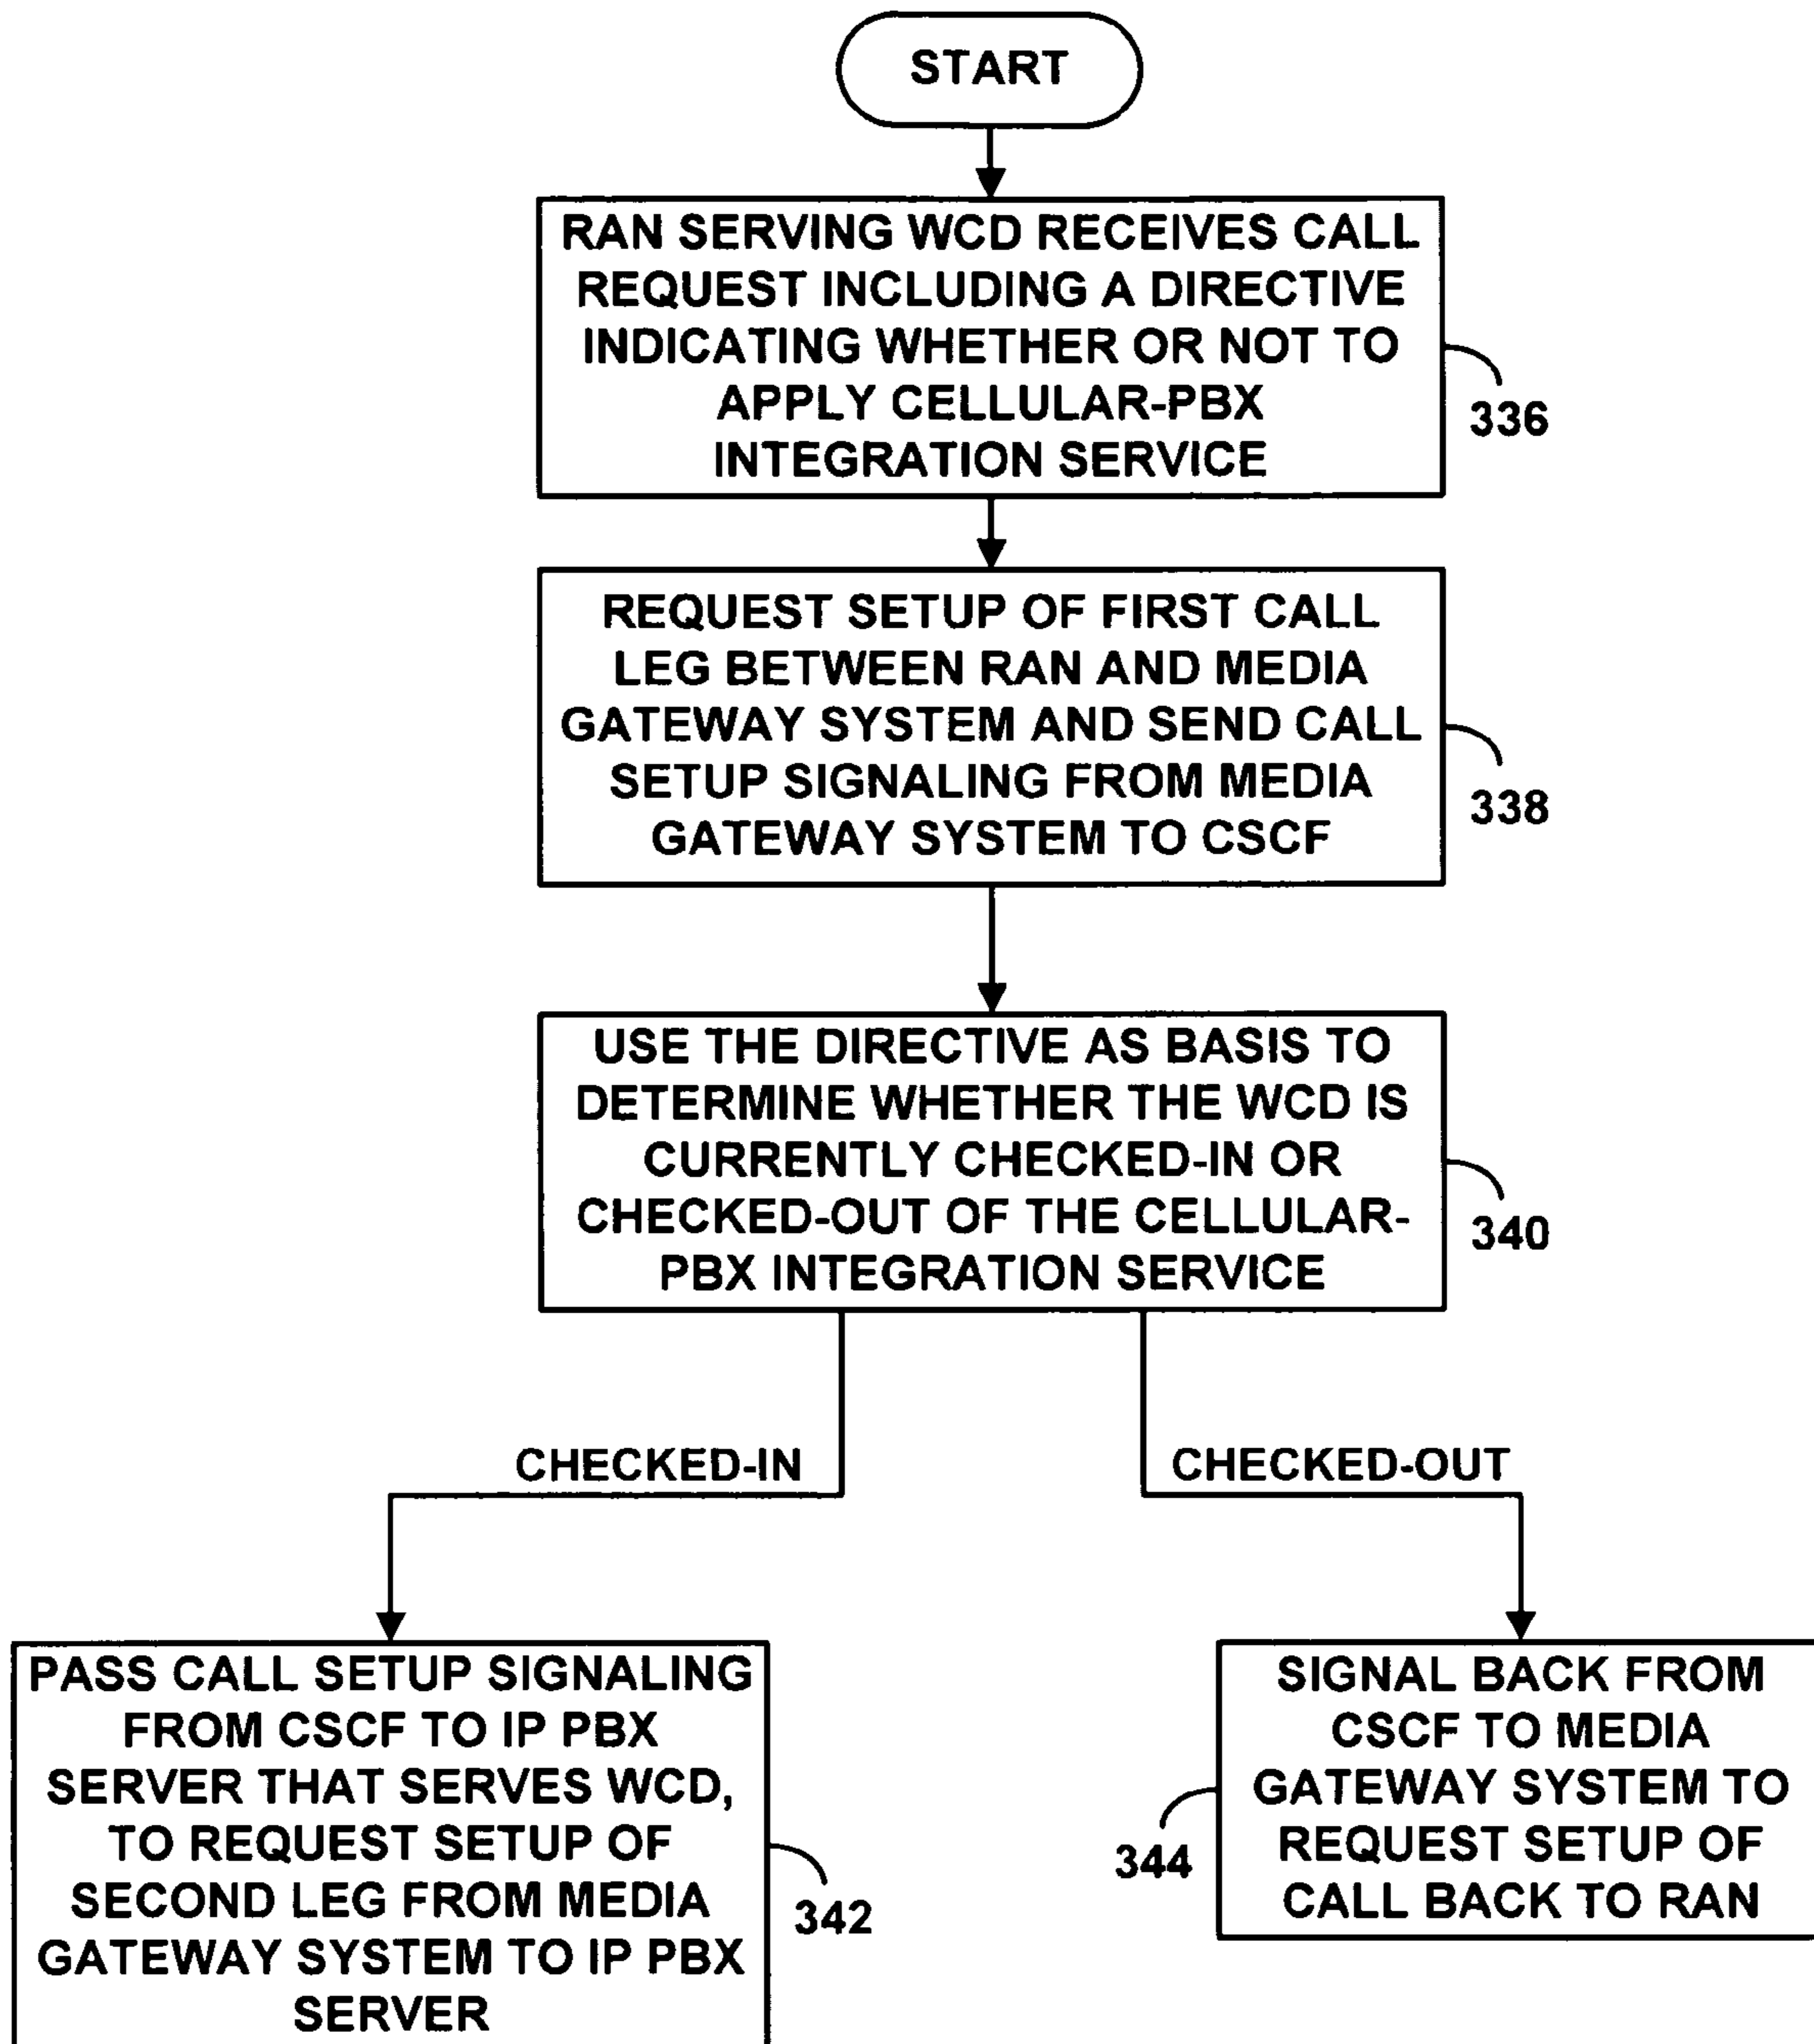 START
RAN SERVING WCD RECEIVES CALL
REQUEST INCLUDING A DIRECTIVE
INDICATING WHETHER OR NOT TO
APPLY CELLULAR-PBX
INTEGRATION SERVICE
336
REQUEST SETUP OF FIRST CALL
LEG BETWEEN RAN AND MEDIA
GATEWAY SYSTEM AND SEND CALL
SETUP SIGNALING FROM MEDIA
GATEWAY SYSTEM TO CSCF
338
USE THE DIRECTIVE AS BASIS TO
DETERMINE WHETHER THE WCD IS
CURRENTLY CHECKED-IN OR
CHECKED-OUT OF THE CELLULAR-
PBX INTEGRATION SERVICE
340
CHECKED-IN
CHECKED-OUT
PASS CALL SETUP SIGNALING
FROM CSCF TO IP PBX
SERVER THAT SERVES WCD,
TO REQUEST SETUP OF
SECOND LEG FROM MEDIA
GATEWAY SYSTEM TO IP PBX
SERVER
342
SIGNAL BACK FROM
CSCF TO MEDIA
GATEWAY SYSTEM TO
REQUEST SETUP OF
CALL BACK TO RAN
344